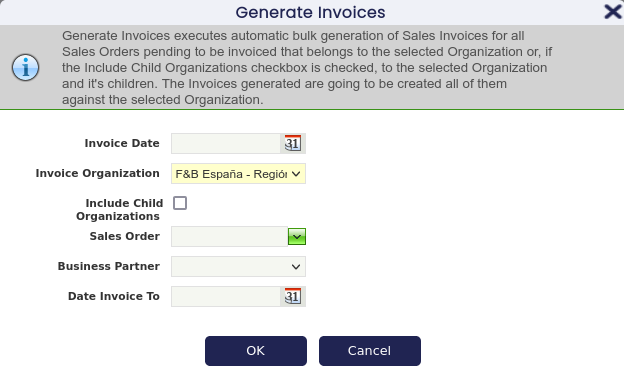 Generate Invoices
Generate Invoices executes automatic bulk generation of Sales Invoices for all
Sales Orders pending to be invoiced that belongs to the selected Organization or, if
the Include Child Organizations checkbox is checked, to the selected Organization
and it's children. The Invoices generated are going to be created all of them
against the selected Organization.
Invoice Date
31
Invoice Organization
F&B España - Región
Include Child
Organizations
Sales Order
Business Partner
Date Invoice To
31
OK
Cancel